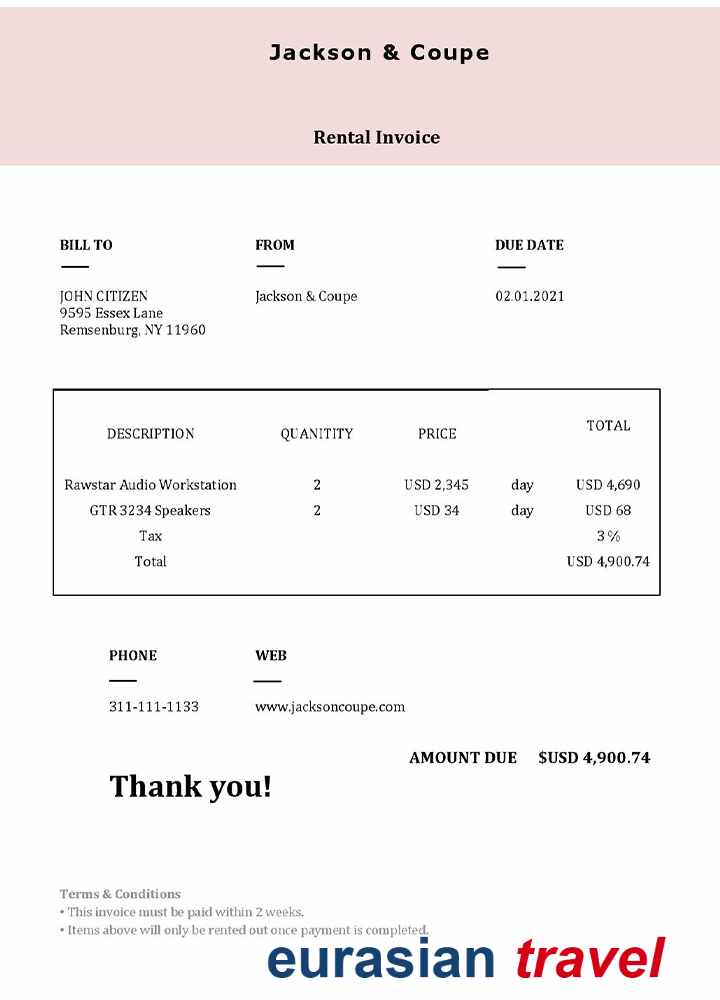 Jackson & Coupe
Rental Invoice
BILL TO
FROM
DUE DATE
JOHN CITIZEN
9595 Essex Lane
Remsenburg, NY 11960
Jackson & Coupe
02.01.2021
DESCRIPTION QUANITITY PRICE TOTAL
Rawstar Audio Workstation 2 USD 2,345 day USD 4,690
GTR 3234 Speakers 2 USD 34 day USD 68
Tax 3 %
Total USD 4,900.74
PHONE
WEB
311-111-1133
www.jacksoncoupe.com
AMOUNT DUE $USD 4,900.74
Thank you!
Terms & Conditions
• This invoice must be paid within 2 weeks.
• Items above will only be rented out once payment is completed.
eurasian travel